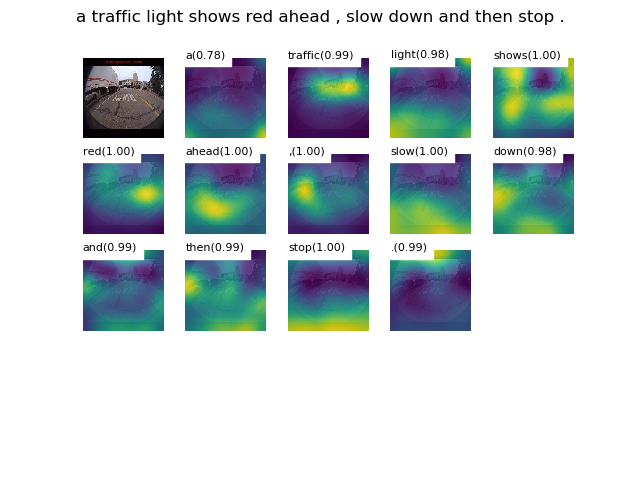 a traffic light shows red ahead , slow down and then stop .
a(0.78) traffic(0.99) light(0.98) shows(1.00)
red(1.00) ahead(1.00) ,(1.00) slow(1.00) down(0.98)
and(0.99) then(0.99) stop(1.00) .(0.99)